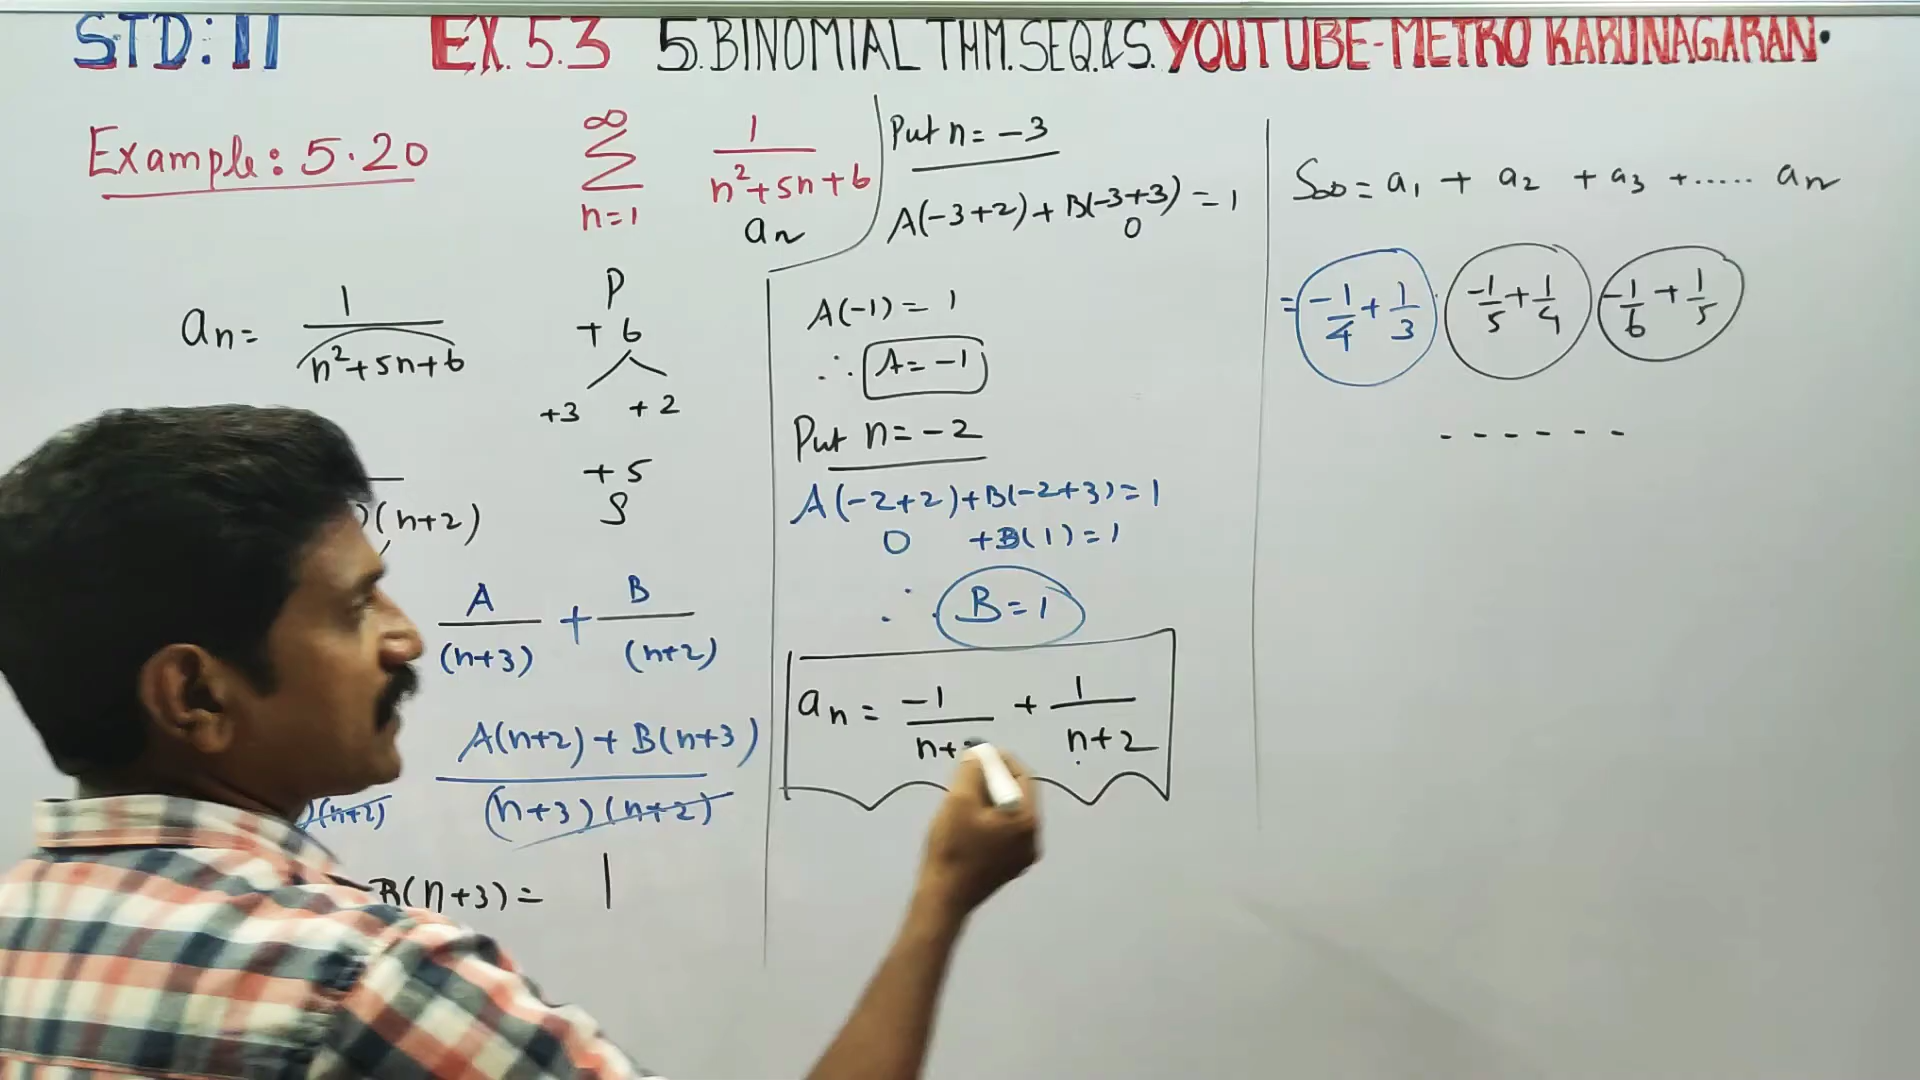 STD: 11 EX. 5.3 5. BINOMIAL THM. SEQ.&S. YOUTUBE-METRO KARUNAGARAN.
Example: 5.20
∞
Σ 1/(n²+5n+6)
n=1
aₙ
aₙ = 1/(n²+5n+6)
P
+6
+3 +2
+5
S
)(n+2)
A/(n+3) + B/(n+2)
A(n+2) + B(n+3)
)(n+2) (n+3)(n+2)
B(n+3) = 1
Put n = -3
A(-3+2) + B(-3+3) = 1
0
A(-1) = 1
∴ A = -1
Put n = -2
A(-2+2)+B(-2+3) = 1
0 +B(1) = 1
∴ B = 1
aₙ = -1/(n+ + 1/(n+2)
S∞ = a₁ + a₂ + a₃ + ..... aₙ
= -1/4 + 1/3 -1/5 + 1/4 -1/6 + 1/5
- - - - - -